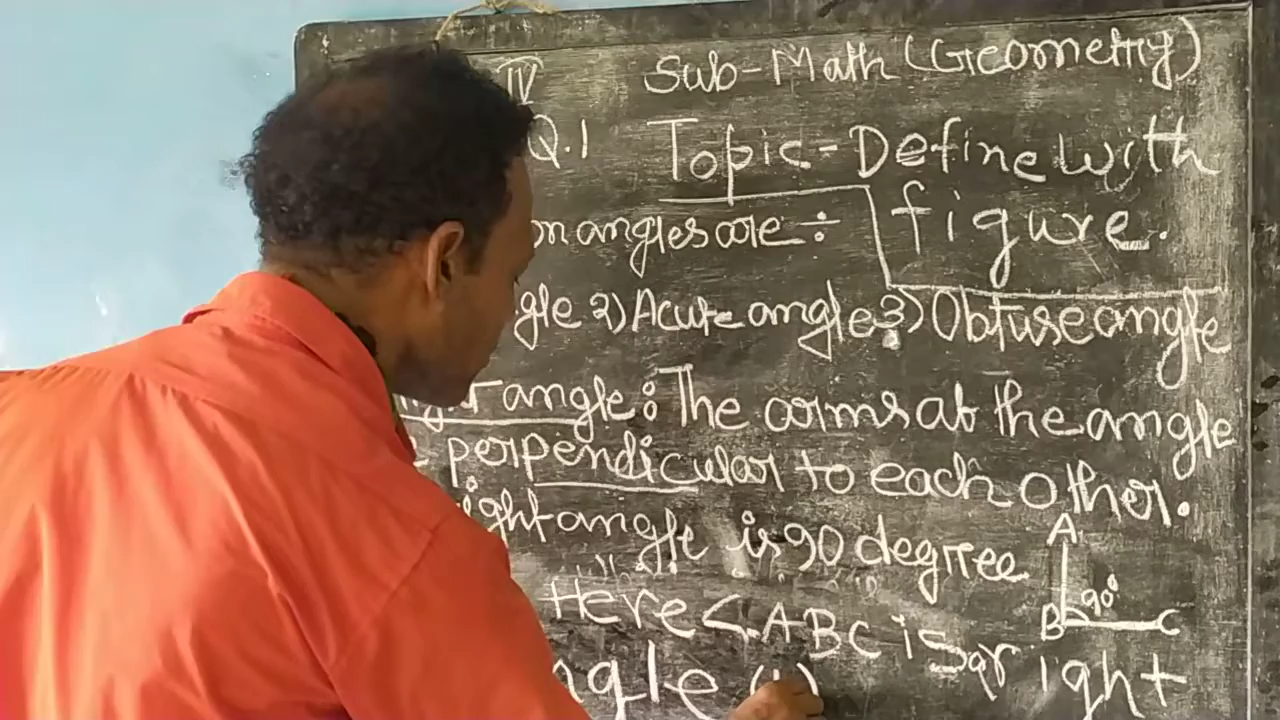 IV Sub-Math (Geometry)
Q.1 Topic-Define with
figure.
on angles are ÷
gle 2) Acute angle 3) Obtuse angle
angle: The arms at the angle
perpendicular to each other.
ight angle is 90 degree
A
90°
B C
Here ∠ABC is a right
ngle